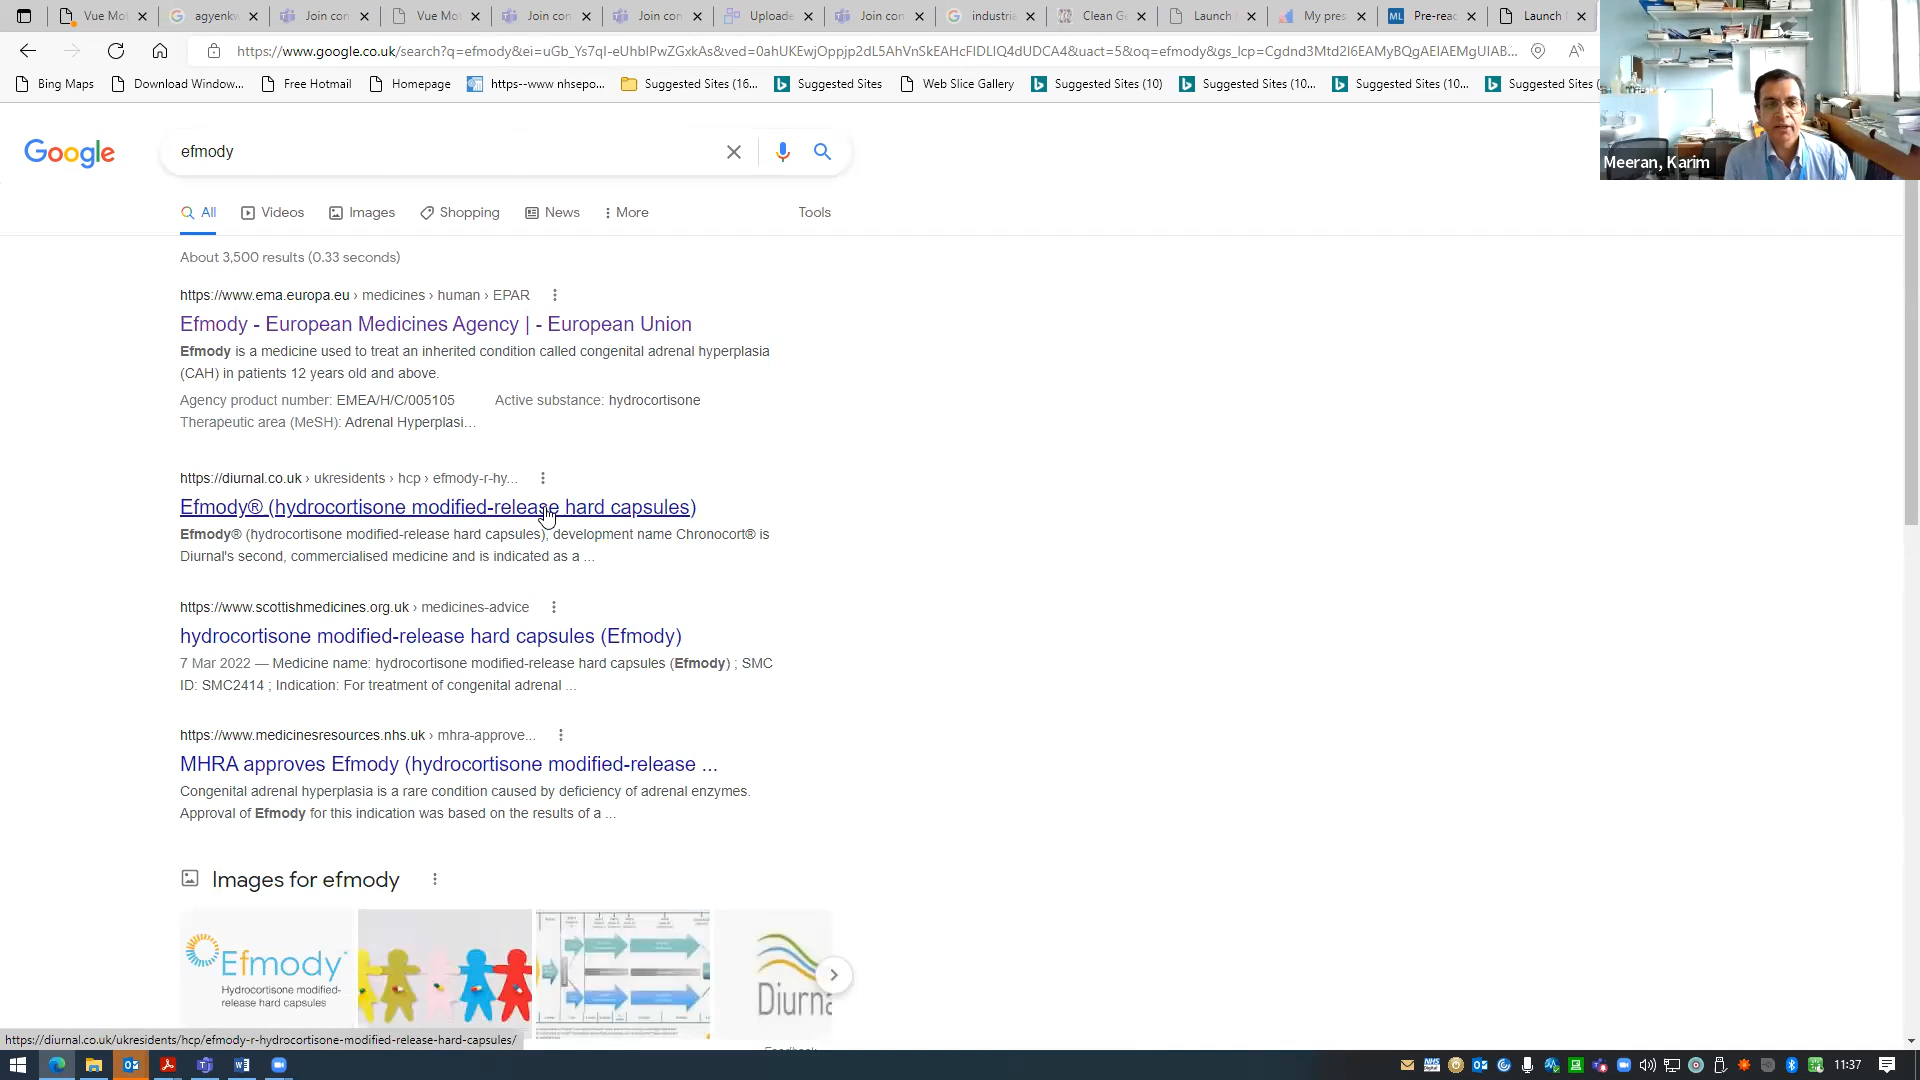 Vue Mot
agyenkw
Join con
Vue Mot
Join con
Join con
Uploade
Join con
industria
Clean Ge
Launch
My pres
Pre-reac
Launch
https://www.google.co.uk/search?q=efmody&ei=uGb_Ys7qI-eUhbIPwZGxkAs&ved=0ahUKEwjOppjp2dL5AhVnSkEAHcFIDLIQ4dUDCA4&uact=5&oq=efmody&gs_lcp=Cgdnd3Mtd2l6EAMyBQgAEIAEMgUIAB...
Bing Maps
Download Window...
Free Hotmail
Homepage
https--www nhsepo...
Suggested Sites (16...
Suggested Sites
Web Slice Gallery
Suggested Sites (10)
Suggested Sites (10...
Suggested Sites (10...
Suggested Sites (
Meeran, Karim
Google
efmody
All
Videos
Images
Shopping
News
More
Tools
About 3,500 results (0.33 seconds)
https://www.ema.europa.eu › medicines › human › EPAR
Efmody - European Medicines Agency | - European Union
Efmody is a medicine used to treat an inherited condition called congenital adrenal hyperplasia
(CAH) in patients 12 years old and above.
Agency product number: EMEA/H/C/005105 Active substance: hydrocortisone
Therapeutic area (MeSH): Adrenal Hyperplasi...
https://diurnal.co.uk › ukresidents › hcp › efmody-r-hy...
Efmody® (hydrocortisone modified-release hard capsules)
Efmody® (hydrocortisone modified-release hard capsules), development name Chronocort® is
Diurnal's second, commercialised medicine and is indicated as a ...
https://www.scottishmedicines.org.uk › medicines-advice
hydrocortisone modified-release hard capsules (Efmody)
7 Mar 2022 — Medicine name: hydrocortisone modified-release hard capsules (Efmody) ; SMC
ID: SMC2414 ; Indication: For treatment of congenital adrenal ...
https://www.medicinesresources.nhs.uk › mhra-approve...
MHRA approves Efmody (hydrocortisone modified-release ...
Congenital adrenal hyperplasia is a rare condition caused by deficiency of adrenal enzymes.
Approval of Efmody for this indication was based on the results of a ...
Images for efmody
Efmody
Hydrocortisone modified-
release hard capsules
Diurna
Feedback
https://diurnal.co.uk/ukresidents/hcp/efmody-r-hydrocortisone-modified-release-hard-capsules/
11:37